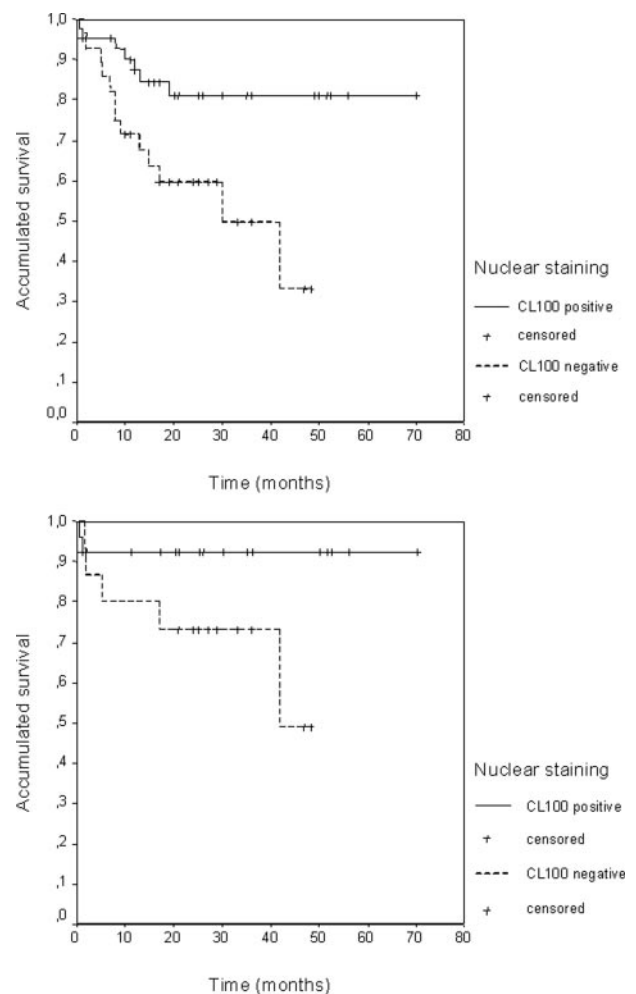 1,0
,9
,8
,7
,6
,5
,4
,3
,2
,1
0,0
Accumulated survival
0 10 20 30 40 50 60 70 80
Time (months)
Nuclear staining
CL100 positive
censored
CL100 negative
censored
1,0
,9
,8
,7
,6
,5
,4
,3
,2
,1
,0
Accumulated survival
0 10 20 30 40 50 60 70 80
Time (months)
Nuclear staining
CL100 positive
censored
CL100 negative
censored